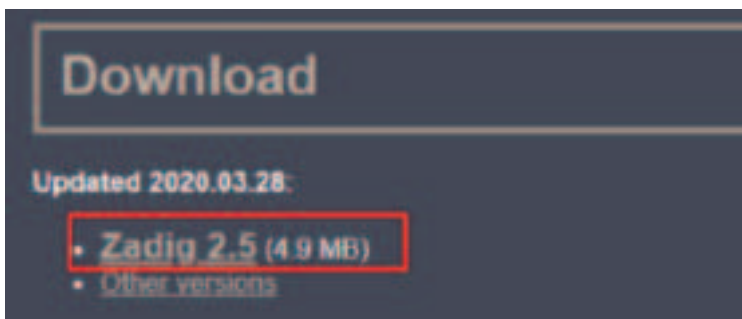 Download
Updated 2020.03.28:
• Zadig 2.5 (4.9 MB)
• Other versions